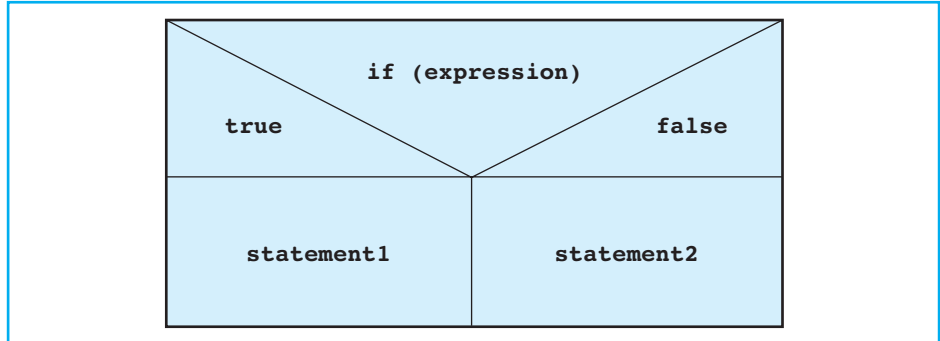 if (expression)
true false
statement1 statement2